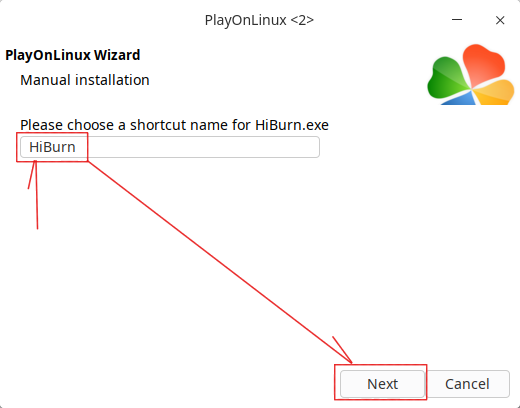 PlayOnLinux <2>
PlayOnLinux Wizard
Manual installation
Please choose a shortcut name for HiBurn.exe
HiBurn
Next Cancel